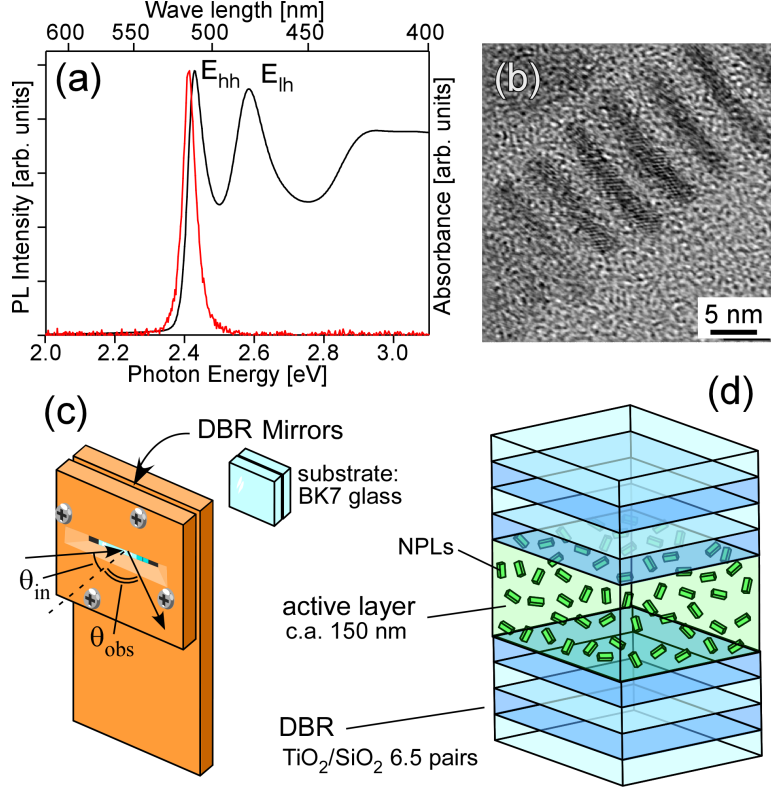 Wave length [nm]
600 550 500 450 400
(a)
E_hh E_lh
PL Intensity [arb. units]
Absorbance [arb. units]
2.0 2.2 2.4 2.6 2.8 3.0
Photon Energy [eV]
(b)
5 nm
(c)
DBR Mirrors
substrate:
BK7 glass
θ_in
θ_obs
(d)
NPLs
active layer
c.a. 150 nm
DBR
TiO₂/SiO₂ 6.5 pairs